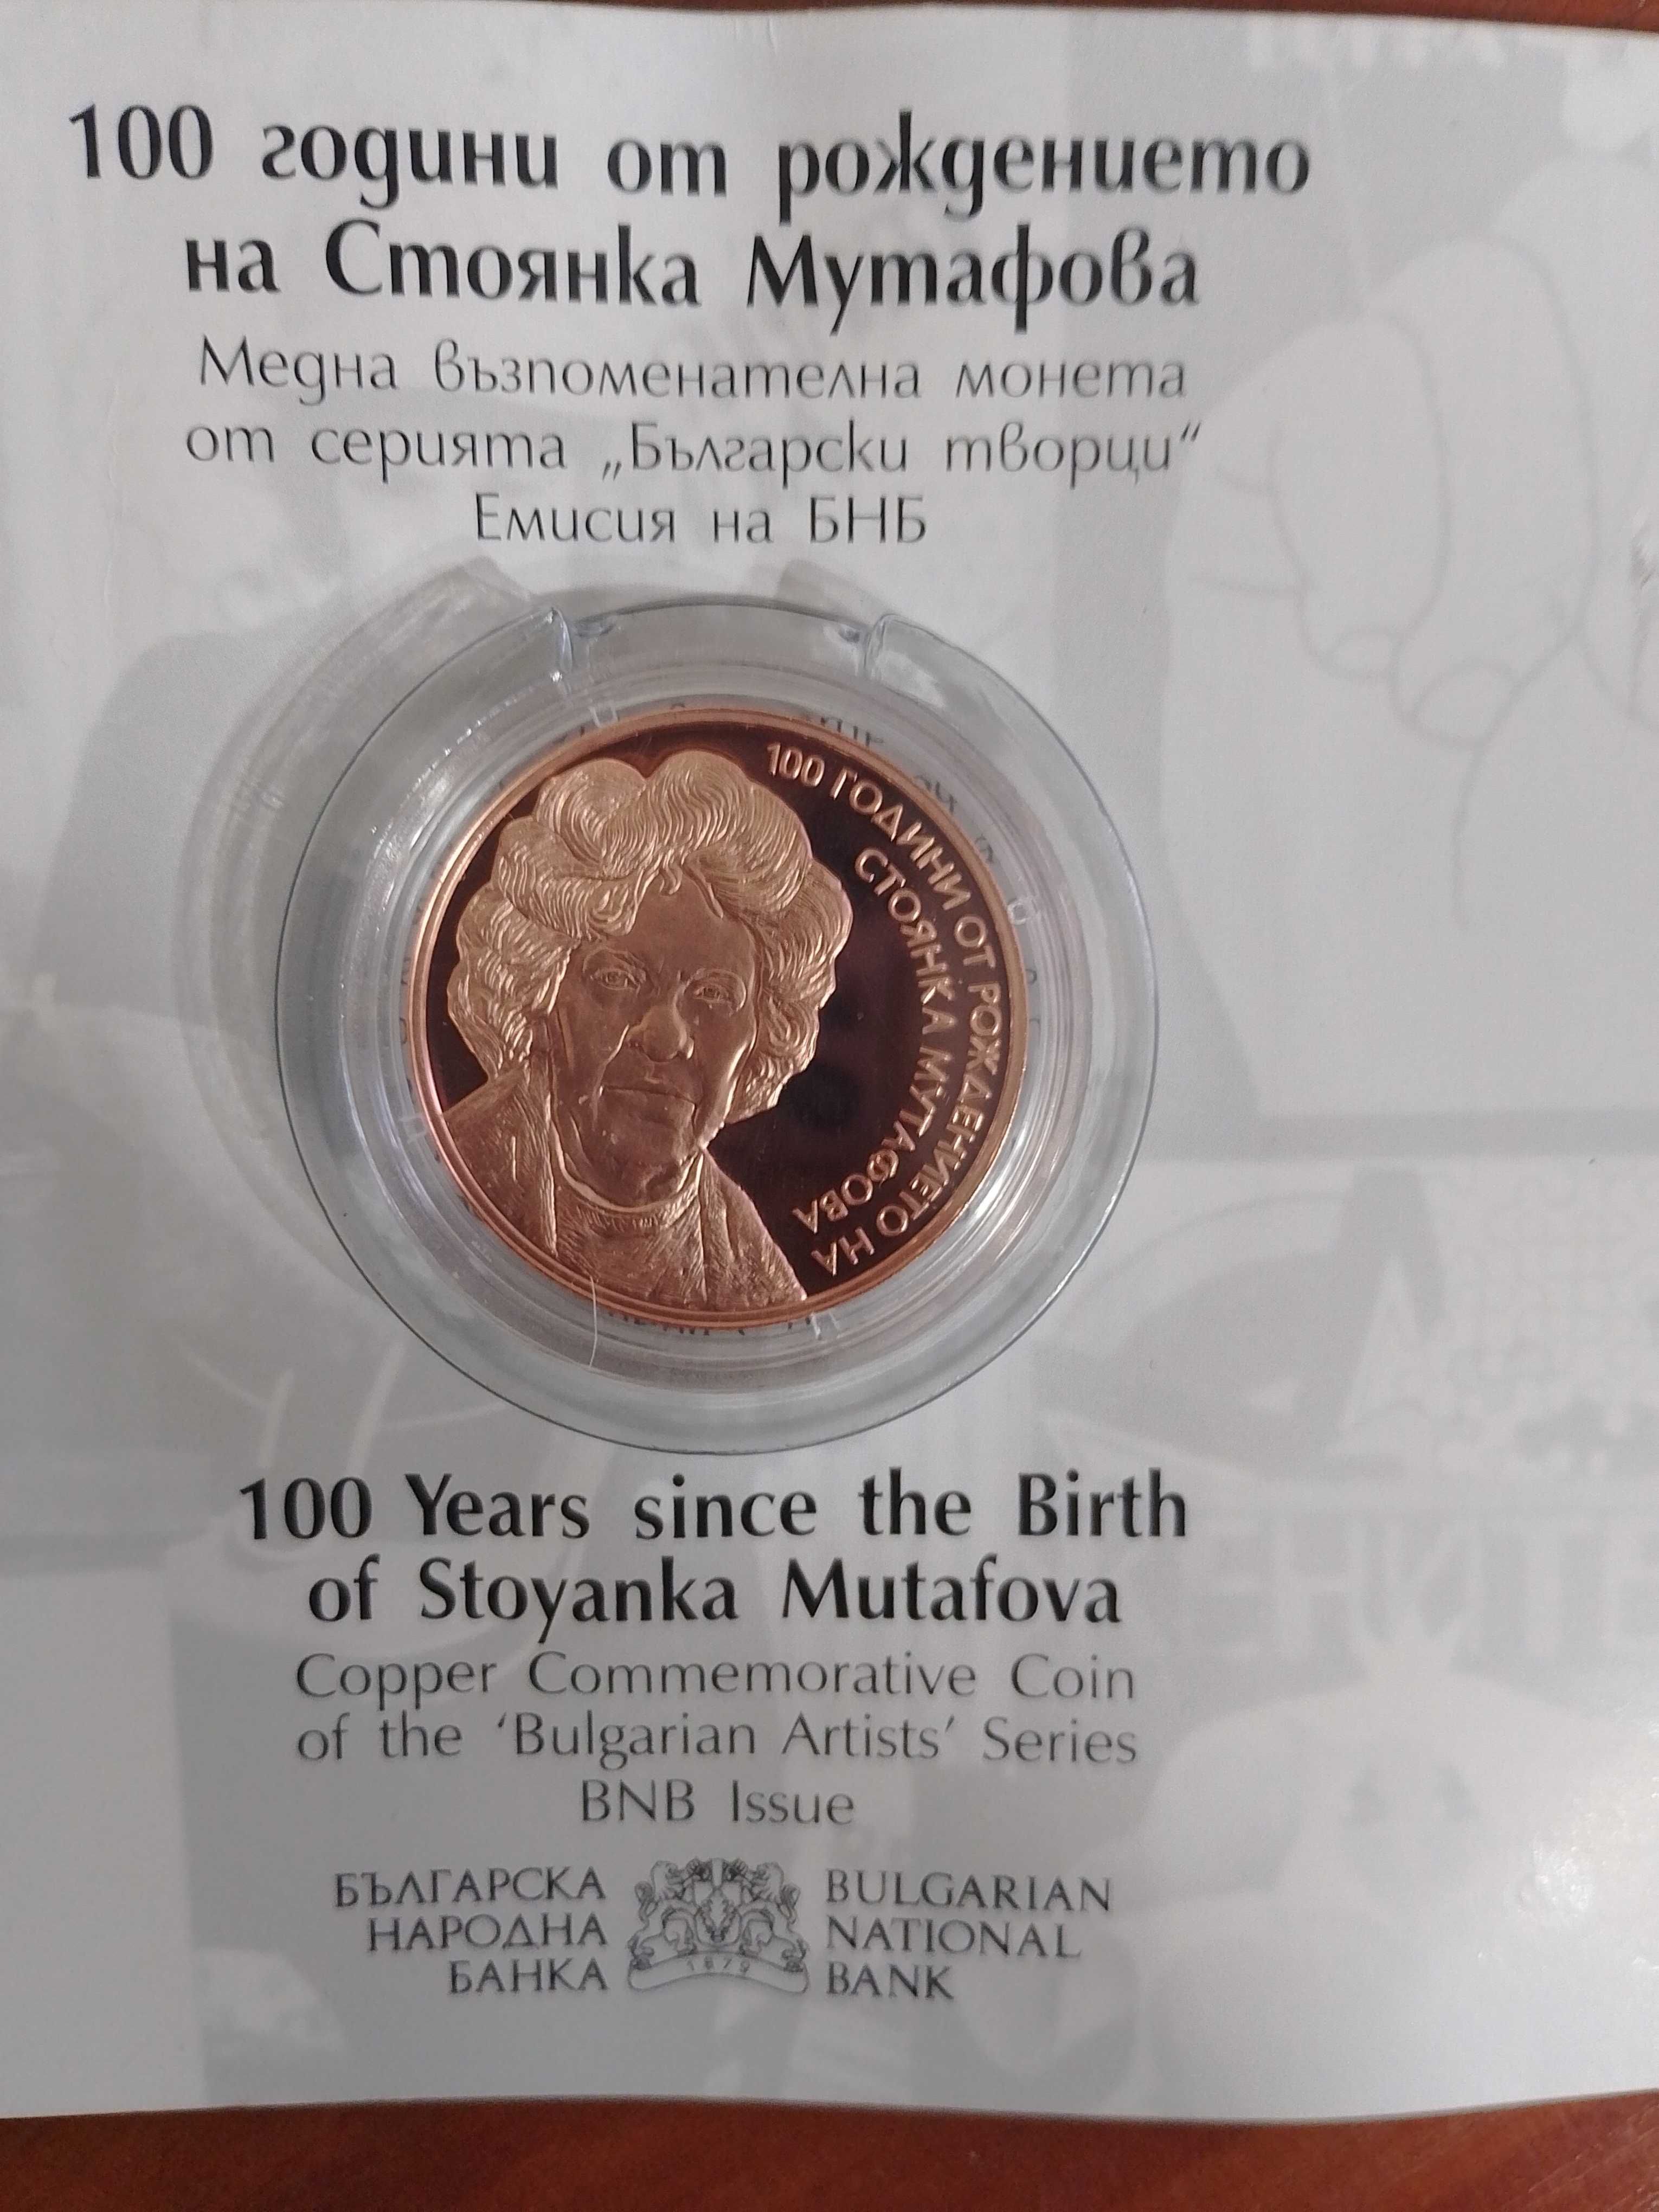 100 години от рождението
на Стоянка Мутафова
Медна възпоменателна монета
от серията „Български творци“
Емисия на БНБ
100 ГОДИНИ ОТ РОЖДЕНИЕТО НА
СТОЯНКА МУТАФОВА
100 Years since the Birth
of Stoyanka Mutafova
Copper Commemorative Coin
of the ‘Bulgarian Artists’ Series
BNB Issue
БЪЛГАРСКА
НАРОДНА
БАНКА
1879
BULGARIAN
NATIONAL
BANK